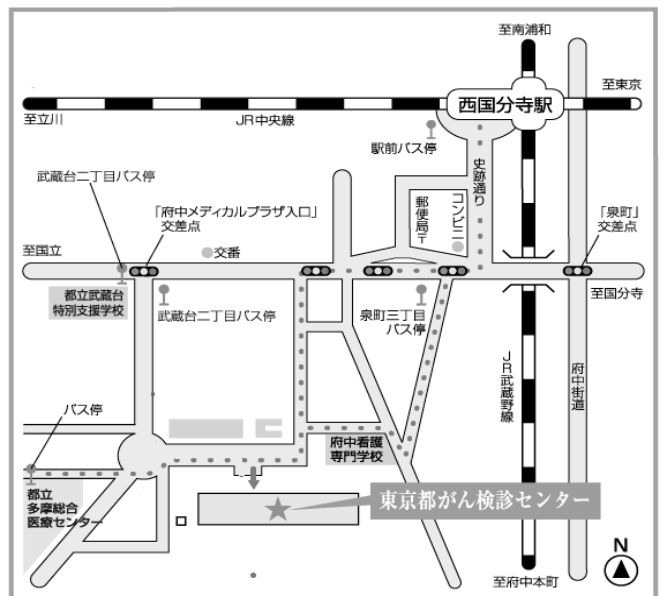 至南浦和
至東京
西国分寺駅
至立川
JR中央線
駅前バス停
武蔵台二丁目バス停
史跡通り
「府中メディカルプラザ入口」
交差点
郵便局〒
コンビニ
「泉町」
交差点
至国立
交番
至国分寺
都立武蔵台
特別支援学校
武蔵台二丁目バス停
泉町三丁目
バス停
JR武蔵野線
府中街道
バス停
府中看護
専門学校
都立
多摩総合
医療センター
東京都がん検診センター
N
至府中本町